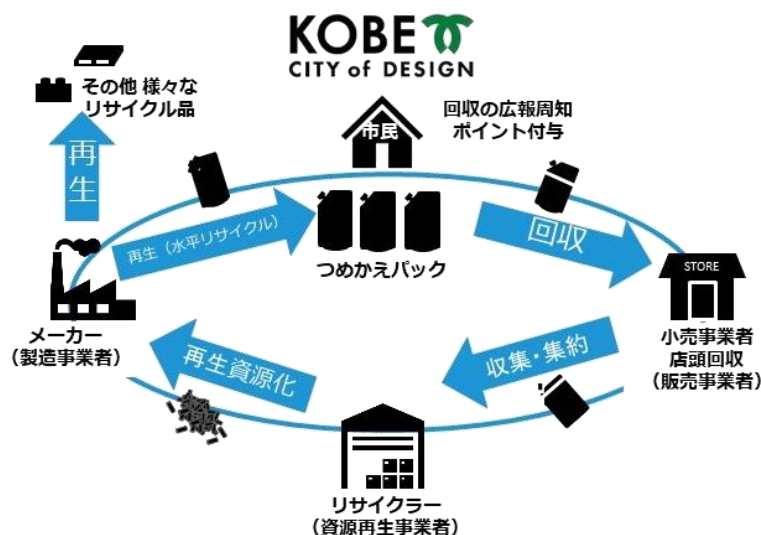 KOBE
CITY of DESIGN
その他 様々な
リサイクル品
再生
市民
回収の広報周知
ポイント付与
再生（水平リサイクル）
つめかえパック
回収
STORE
メーカー
（製造事業者）
小売事業者
店頭回収
（販売事業者）
再生資源化
収集・集約
リサイクラー
（資源再生事業者）